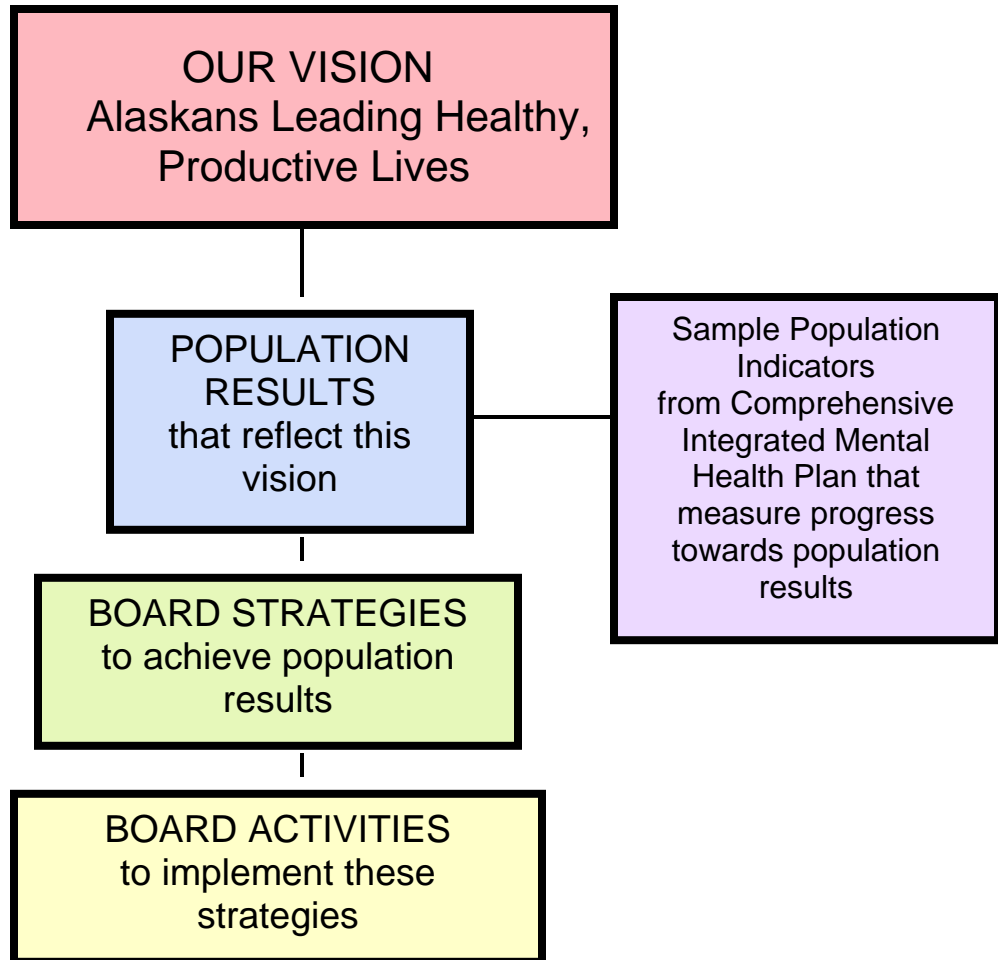 OUR VISION
Alaskans Leading Healthy,
Productive Lives
POPULATION
RESULTS
that reflect this
vision
Sample Population
Indicators
from Comprehensive
Integrated Mental
Health Plan that
measure progress
towards population
results
BOARD STRATEGIES
to achieve population
results
BOARD ACTIVITIES
to implement these
strategies